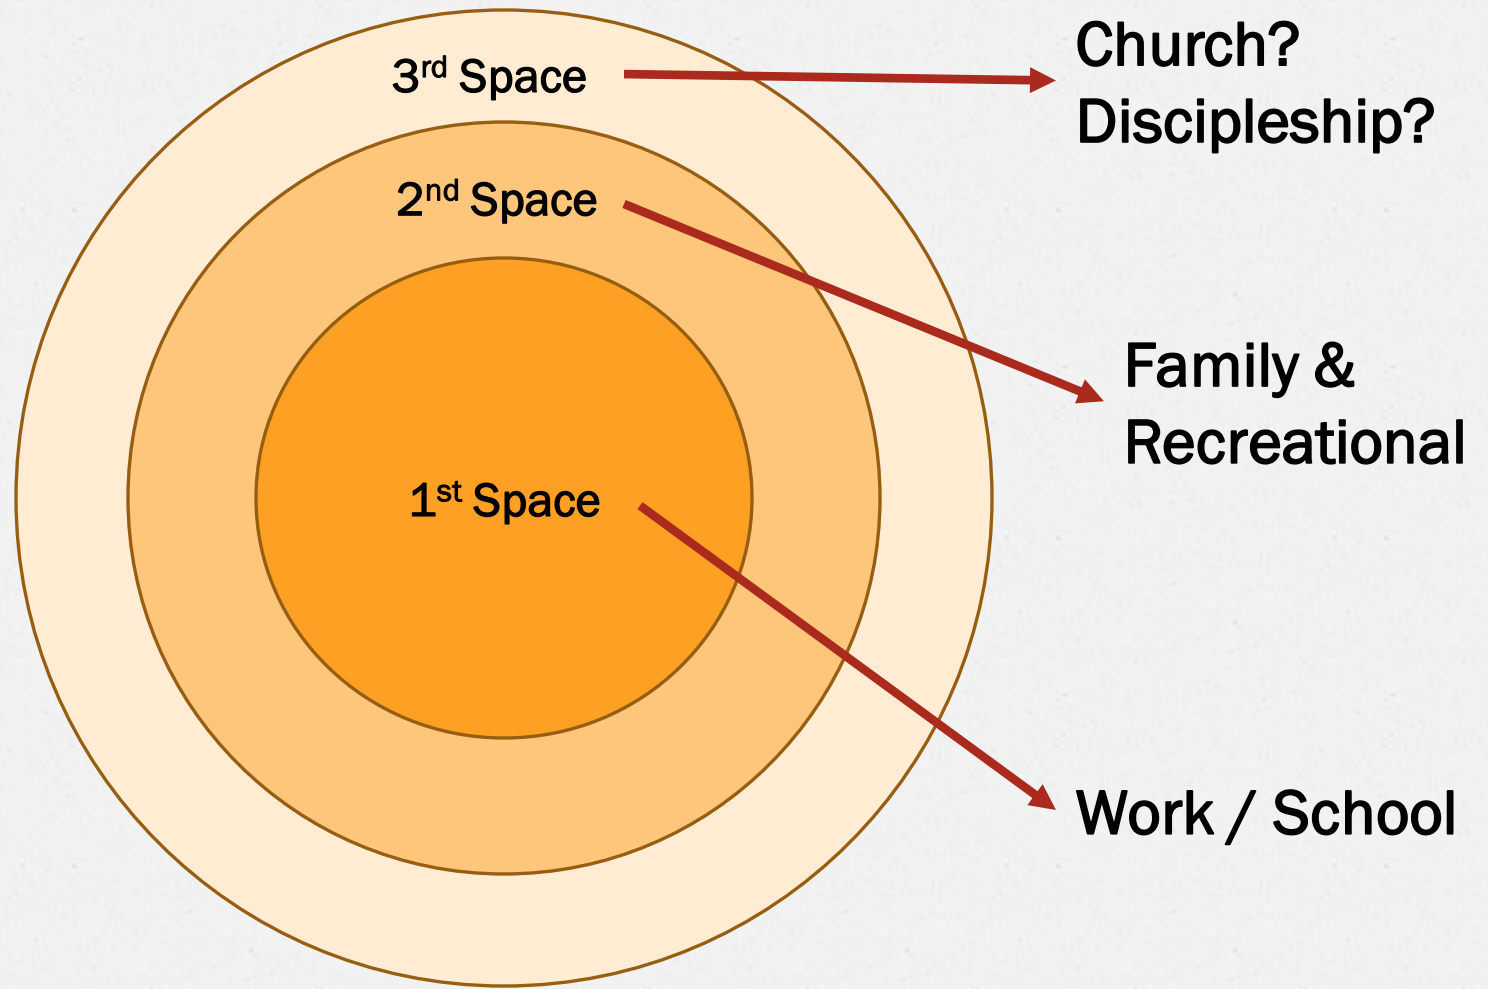 3rd Space
Church?
Discipleship?
2nd Space
Family &
Recreational
1st Space
Work / School